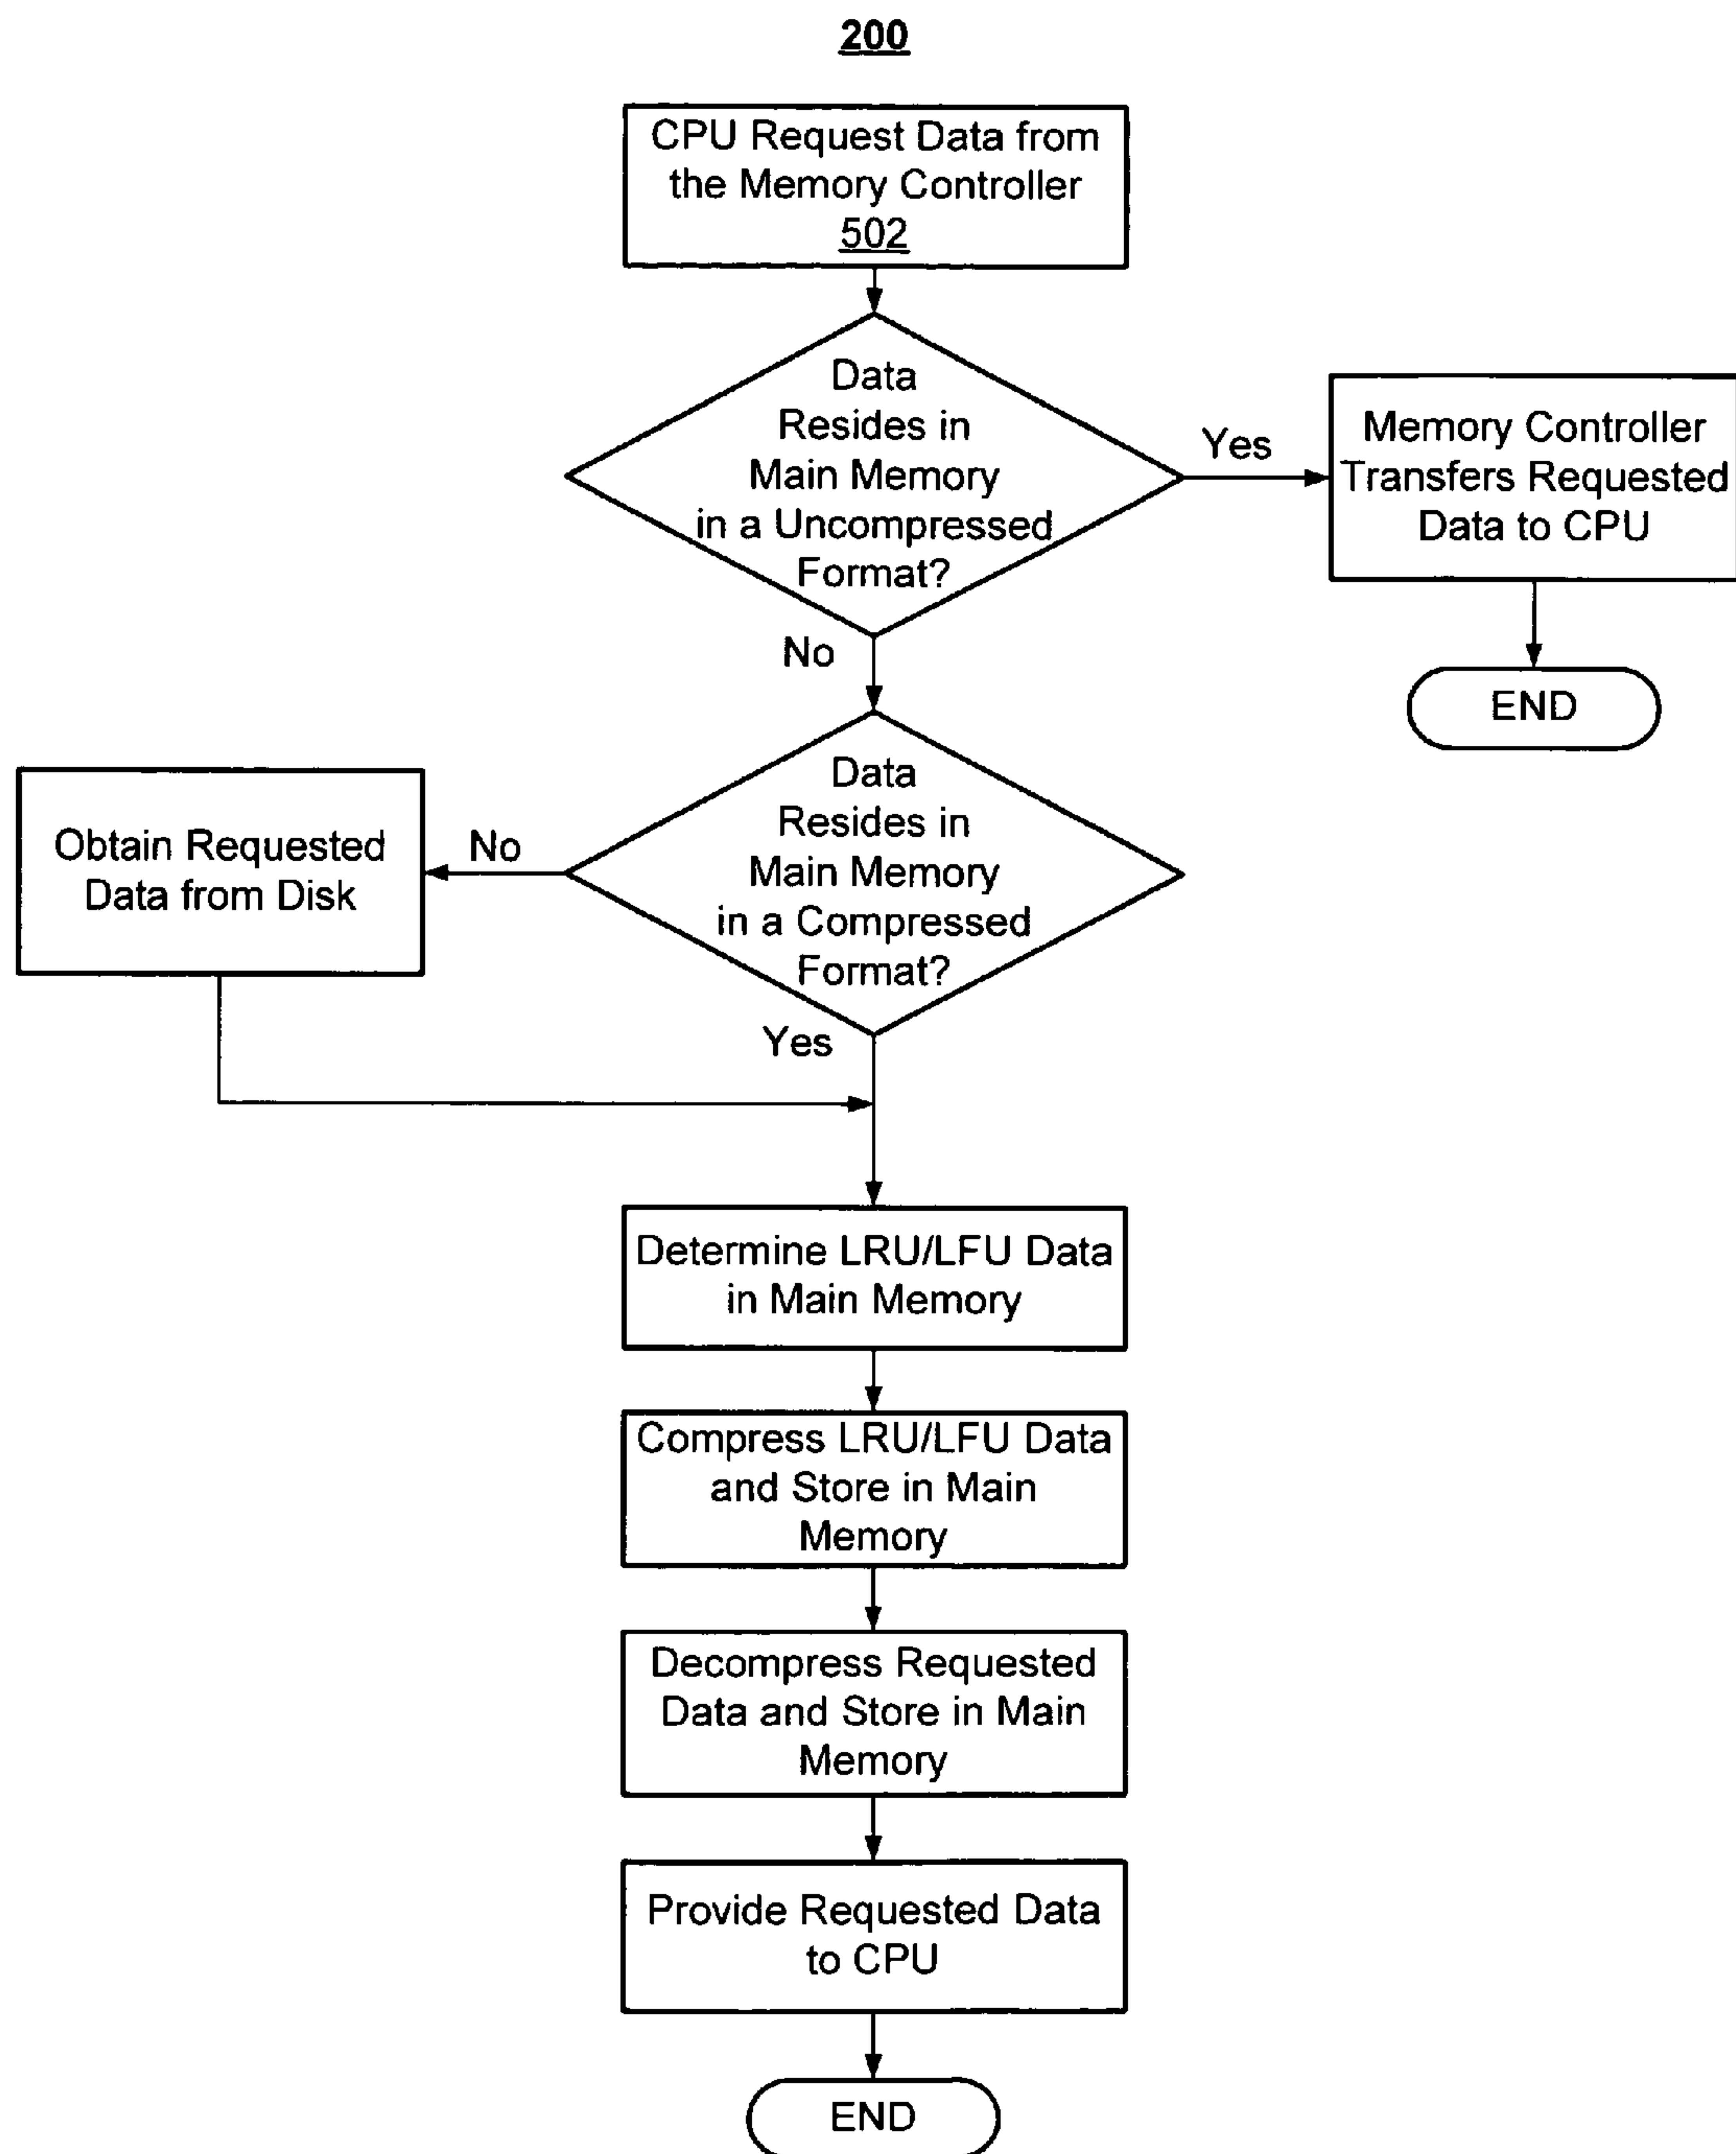 200
CPU Request Data from
the Memory Controller
502
Data
Resides in
Main Memory
in a Uncompressed
Format?
Yes
Memory Controller
Transfers Requested
Data to CPU
END
No
Data
Resides in
Main Memory
in a Compressed
Format?
No
Obtain Requested
Data from Disk
Yes
Determine LRU/LFU Data
in Main Memory
Compress LRU/LFU Data
and Store in Main
Memory
Decompress Requested
Data and Store in Main
Memory
Provide Requested Data
to CPU
END